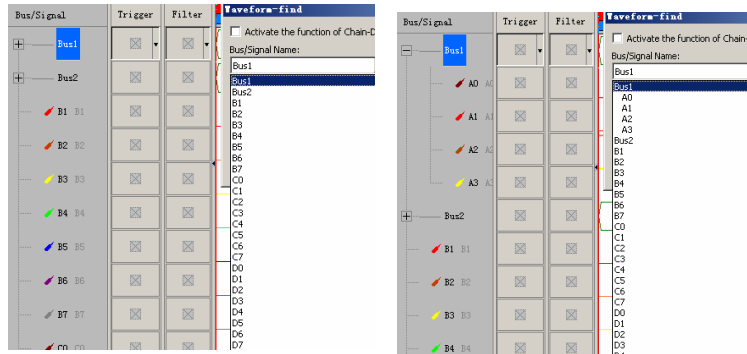 Bus/Signal Trigger Filter
Bus1
Bus2
B1 B1
B2 B2
B3 B3
B4 B4
B5 B5
B6 B6
B7 B7
C0 C0
Waveform-find
Activate the function of Chain-D
Bus/Signal Name:
Bus1
Bus1
Bus2
B1
B2
B3
B4
B5
B6
B7
C0
C1
C2
C3
C4
C5
C6
C7
D0
D1
D2
D3
D4
D5
D6
D7
Bus/Signal Trigger Filter
Bus1
A0 A0
A1 A1
A2 A2
A3 A3
Bus2
B1 B1
B2 B2
B3 B3
B4 B4
Waveform-find
Activate the function of Chain-
Bus/Signal Name:
Bus1
Bus1
A0
A1
A2
A3
Bus2
B1
B2
B3
B4
B5
B6
B7
C0
C1
C2
C3
C4
C5
C6
C7
D0
D1
D2
D3